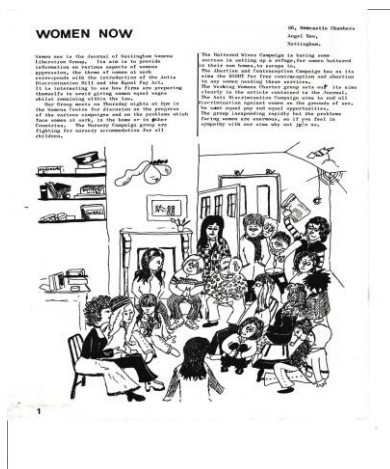 WOMEN NOW
26, Newcastle Chambers
Angel Row,
Nottingham.
Women now is the Journal of Nottingham Womens
Liberation Group. Its aim is to provide
information on various aspects of womens
oppression, the theme of women at work
corresponds with the introduction of the Antis
Discrimination Bill and the Equal Pay Act.
It is interesting to see how firms are preparing
themselfs to avoid giving women equal wages
whilst remaining within the law.
Our Group meets on Thursday nights at 8pm in
the Womens Centre for discussion on the progress
of the various campaigns and on the problems which
face women at work, in the home or in other
Countries. The Nursery Campaign group are
fighting for nursery accommodation for all
children.
The Battered Wives Campaign is having some
success in setting up a refuge, for women battered
in their own homes, to escape to.
The Abortion and Contraception Campaign has as its
aims the RIGHT for free contraception and abortion
to any women needing these services.
The Working Womens Charter group sets out its aims
clearly in the article contained in the Journal.
The Anti Discrimination Campaign aims to end all
discrimination against women on the grounds of sex,
We want equal pay and equal opportunities.
The group is expanding rapidly but the problems
facing women are enormous, so if you feel in
sympathy with our aims why not join us.
1